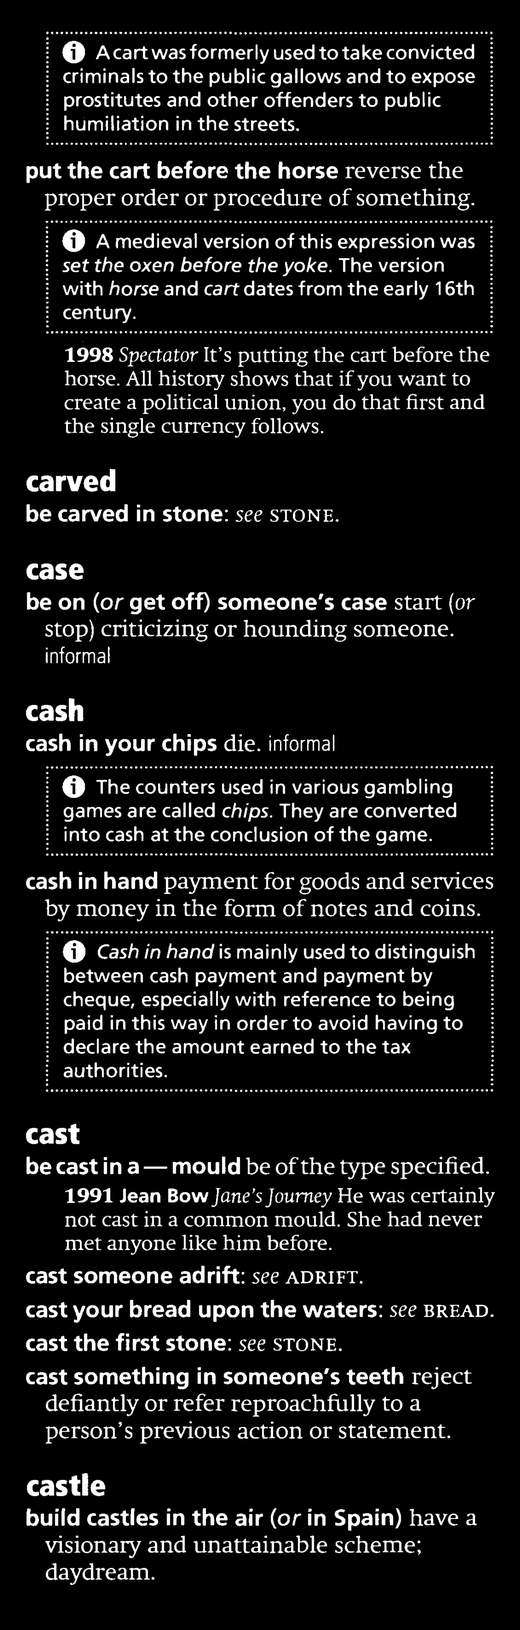 ⓘ A cart was formerly used to take convicted
criminals to the public gallows and to expose
prostitutes and other offenders to public
humiliation in the streets.
put the cart before the horse reverse the
proper order or procedure of something.
ⓘ A medieval version of this expression was
set the oxen before the yoke. The version
with horse and cart dates from the early 16th
century.
1998 Spectator It's putting the cart before the
horse. All history shows that if you want to
create a political union, you do that first and
the single currency follows.
carved
be carved in stone: see STONE.
case
be on (or get off) someone's case start (or
stop) criticizing or hounding someone.
informal
cash
cash in your chips die. informal
ⓘ The counters used in various gambling
games are called chips. They are converted
into cash at the conclusion of the game.
cash in hand payment for goods and services
by money in the form of notes and coins.
ⓘ Cash in hand is mainly used to distinguish
between cash payment and payment by
cheque, especially with reference to being
paid in this way in order to avoid having to
declare the amount earned to the tax
authorities.
cast
be cast in a — mould be of the type specified.
1991 Jean Bow Jane's Journey He was certainly
not cast in a common mould. She had never
met anyone like him before.
cast someone adrift: see ADRIFT.
cast your bread upon the waters: see BREAD.
cast the first stone: see STONE.
cast something in someone's teeth reject
defiantly or refer reproachfully to a
person's previous action or statement.
castle
build castles in the air (or in Spain) have a
visionary and unattainable scheme;
daydream.